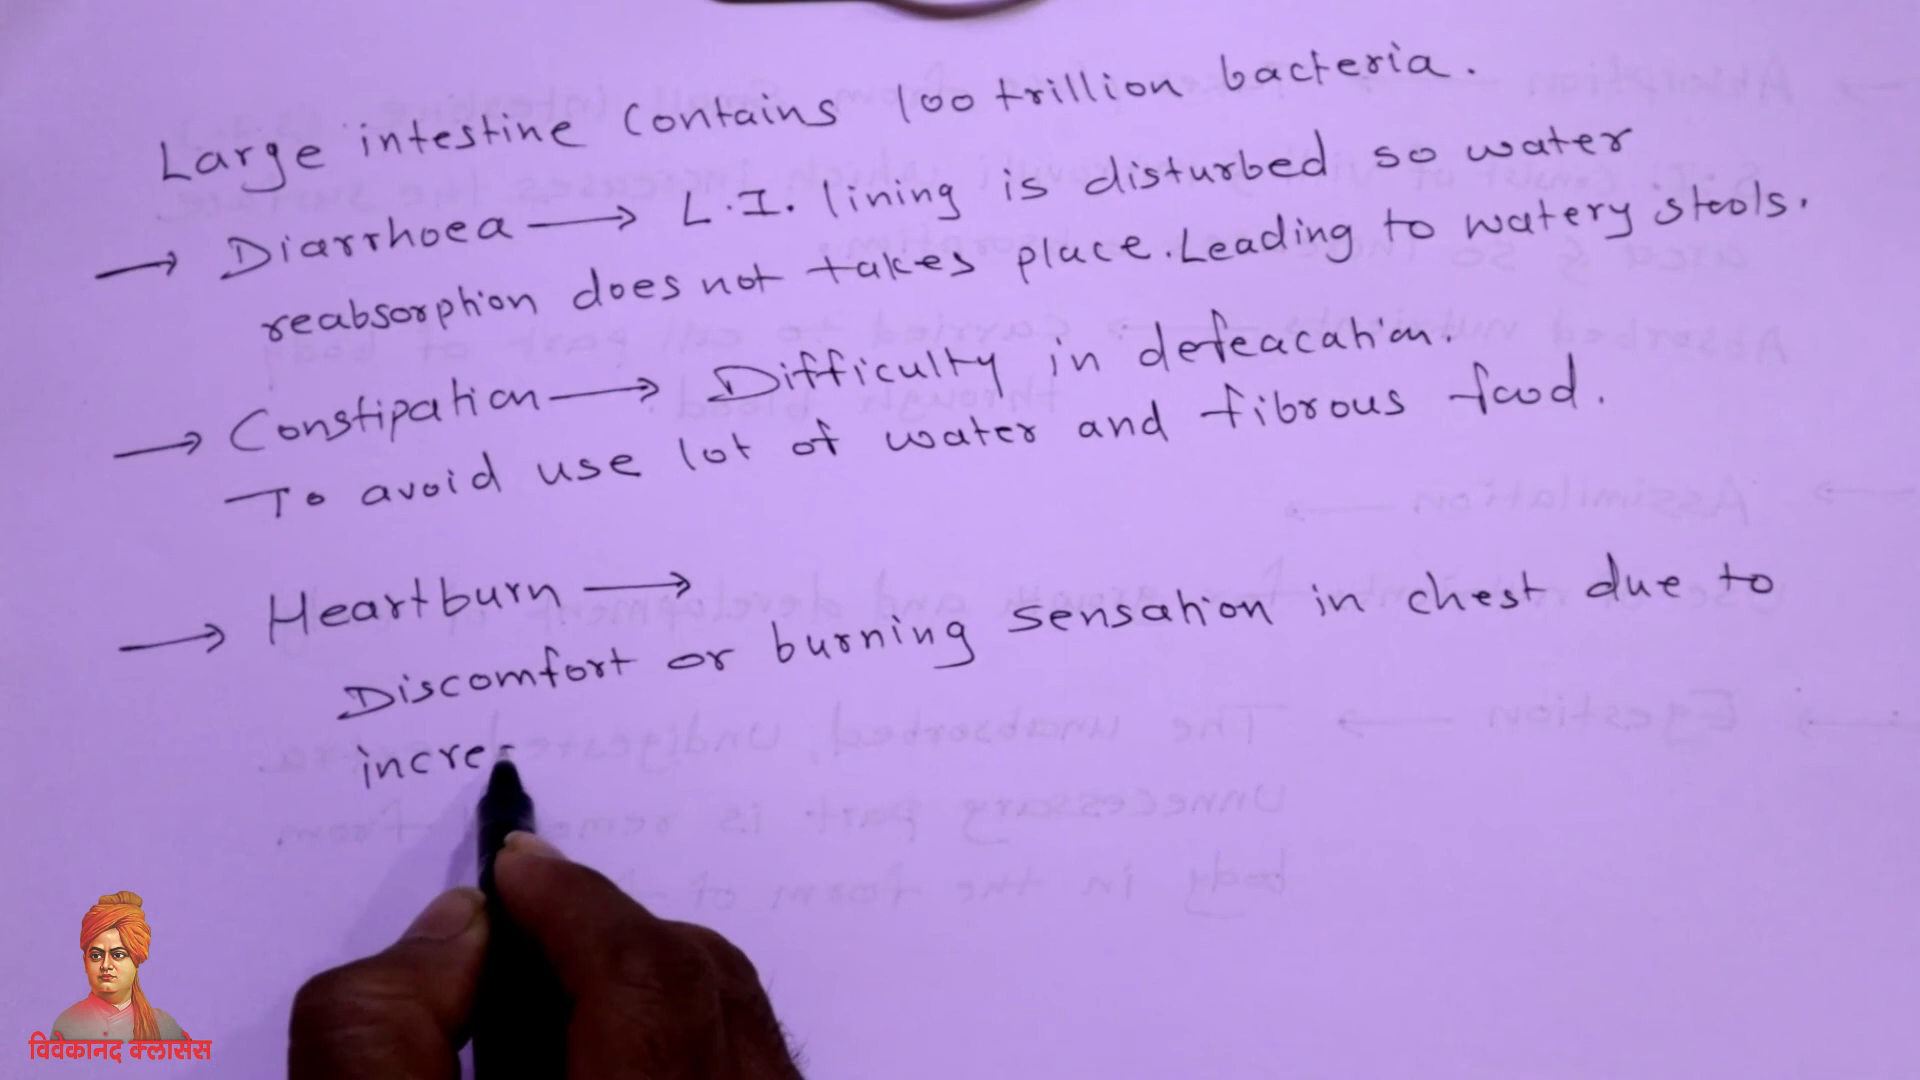 Large intestine contains 100 trillion bacteria.
→ Diarrhoea → L.I. lining is disturbed so water
reabsorption does not takes place. Leading to watery stools.
→ Constipation → Difficulty in defeacation.
To avoid use lot of water and fibrous food.
→ Heartburn →
Discomfort or burning sensation in chest due to
incre
विवेकानंद क्लासेस